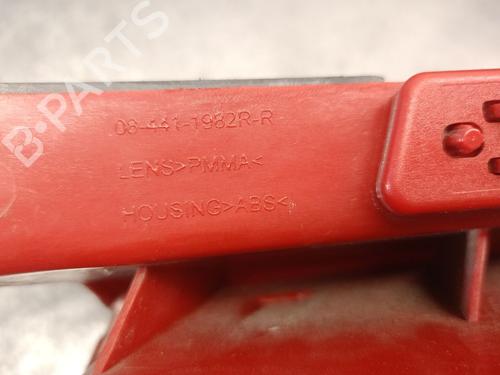 B-PARTS
08-441-1982R-R
LENS>PMMA<
HOUSING>ABS<